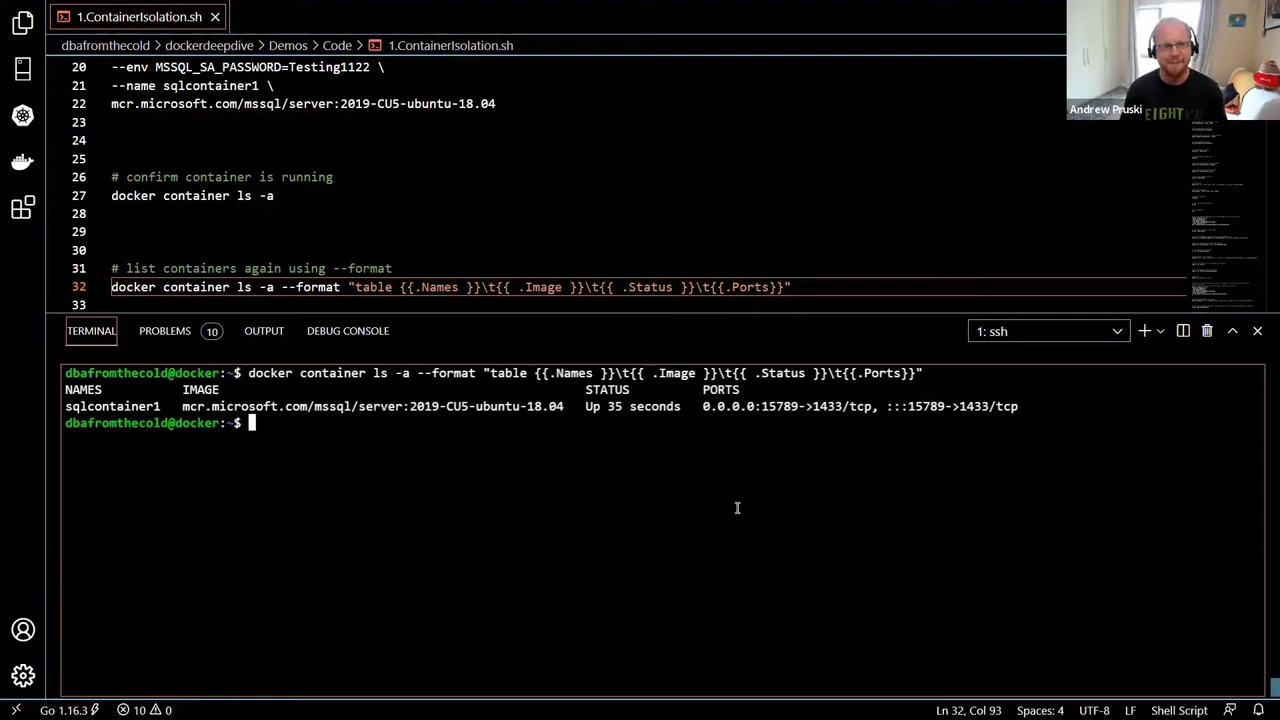 1.ContainerIsolation.sh
dbafromthecold > dockerdeepdive > Demos > Code > 1.ContainerIsolation.sh
20 --env MSSQL_SA_PASSWORD=Testing1122 \
21 --name sqlcontainer1 \
22 mcr.microsoft.com/mssql/server:2019-CU5-ubuntu-18.04
23
24
25
26 # confirm container is running
27 docker container ls -a
28
29
30
31 # list containers again using --format
32 docker container ls -a --format "table {{.Names }}\t{{ .Image }}\t{{ .Status }}\t{{.Ports}}"
33
Andrew Pruski
EIGHT
TERMINAL PROBLEMS 10 OUTPUT DEBUG CONSOLE 1: ssh
dbafromthecold@docker:~$ docker container ls -a --format "table {{.Names }}\t{{ .Image }}\t{{ .Status }}\t{{.Ports}}"
NAMES IMAGE STATUS PORTS
sqlcontainer1 mcr.microsoft.com/mssql/server:2019-CU5-ubuntu-18.04 Up 35 seconds 0.0.0.0:15789->1433/tcp, :::15789->1433/tcp
dbafromthecold@docker:~$
Go 1.16.3 10 0 Ln 32, Col 93 Spaces: 4 UTF-8 LF Shell Script